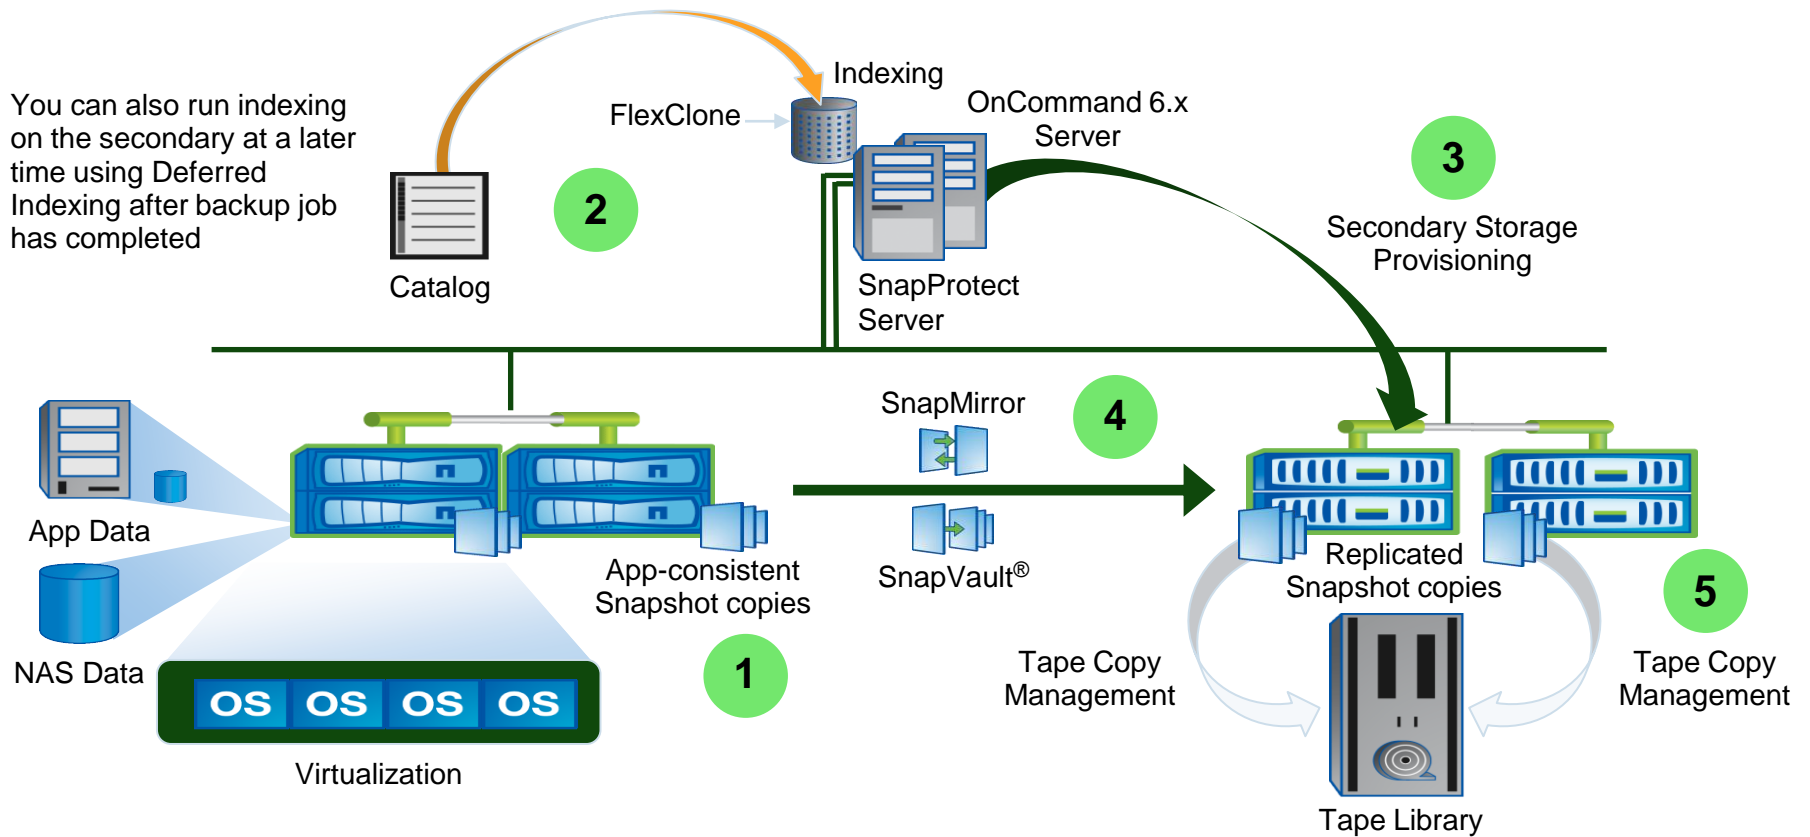 You can also run indexing
on the secondary at a later
time using Deferred
Indexing after backup job
has completed
Catalog
2
FlexClone
Indexing
OnCommand 6.x
Server
SnapProtect
Server
3
Secondary Storage
Provisioning
App Data
NAS Data
OS OS OS OS
Virtualization
App-consistent
Snapshot copies
1
SnapMirror
4
SnapVault®
Replicated
Snapshot copies
5
Tape Copy
Management
Tape Copy
Management
Tape Library